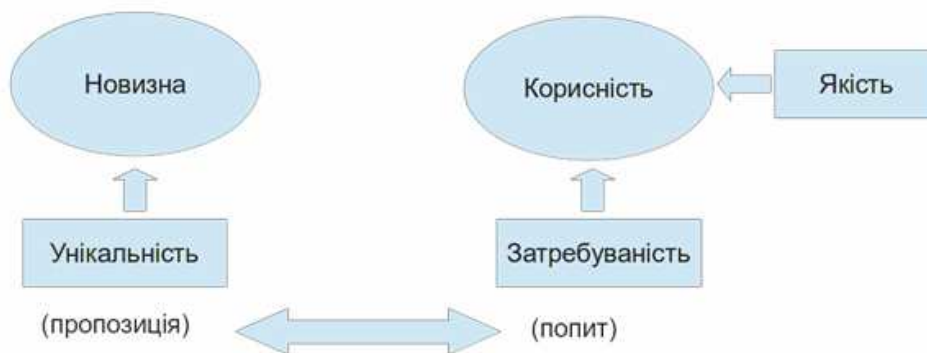 Новизна
Корисність
Якість
Унікальність
Затребуваність
(пропозиція)
(попит)